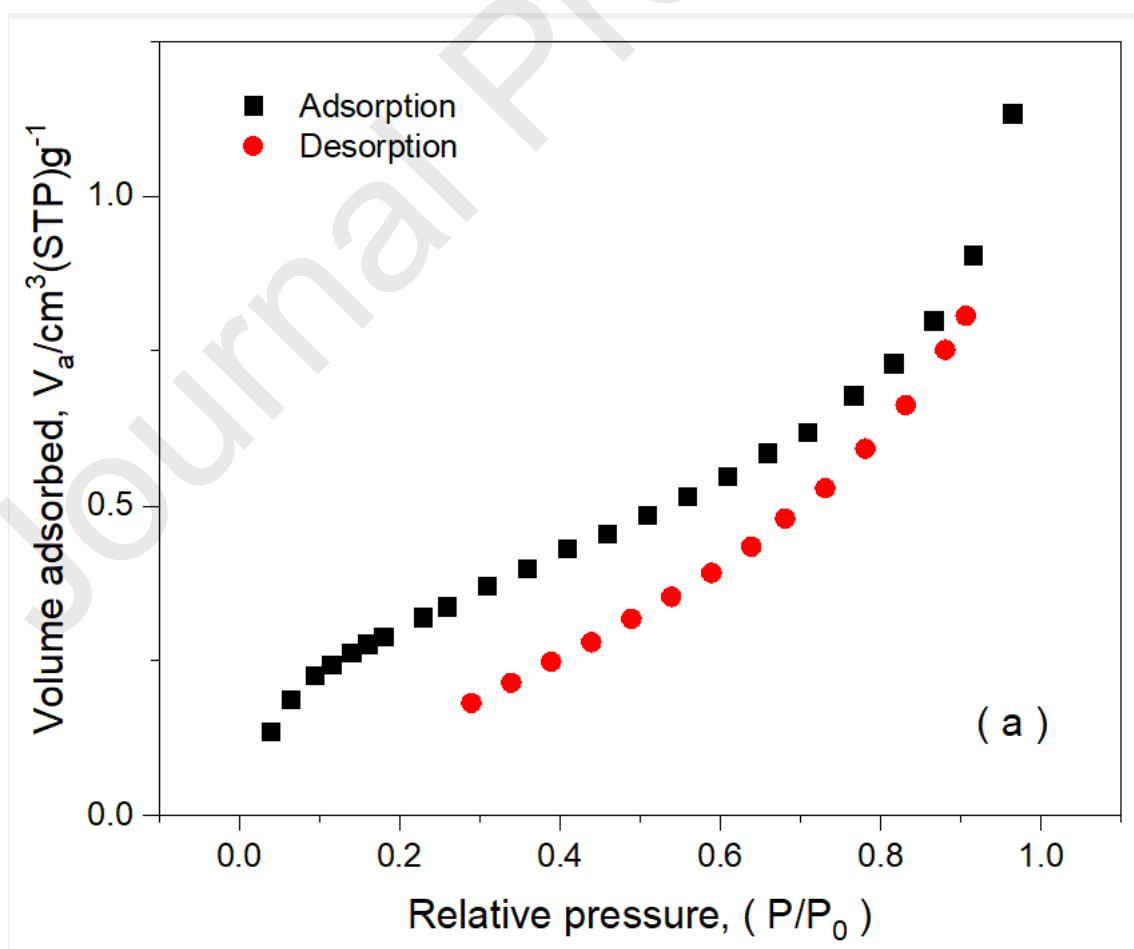 Journal Pr
Adsorption
Desorption
Volume adsorbed, Vₐ/cm³(STP)g⁻¹
1.0
0.5
0.0
( a )
0.0 0.2 0.4 0.6 0.8 1.0
Relative pressure, ( P/P₀ )